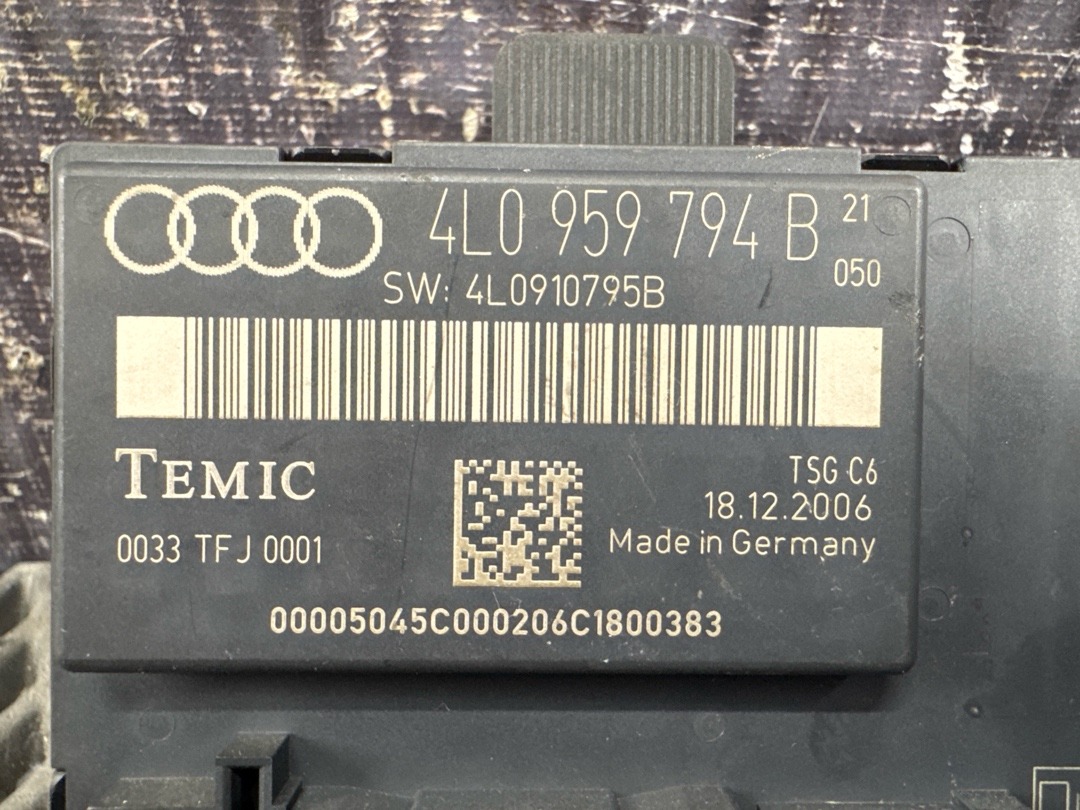 4L0 959 794 B 21
050
SW: 4L0910795B
TEMIC
TSG C6
18.12.2006
0033 TFJ 0001
Made in Germany
00005045C000206C1800383